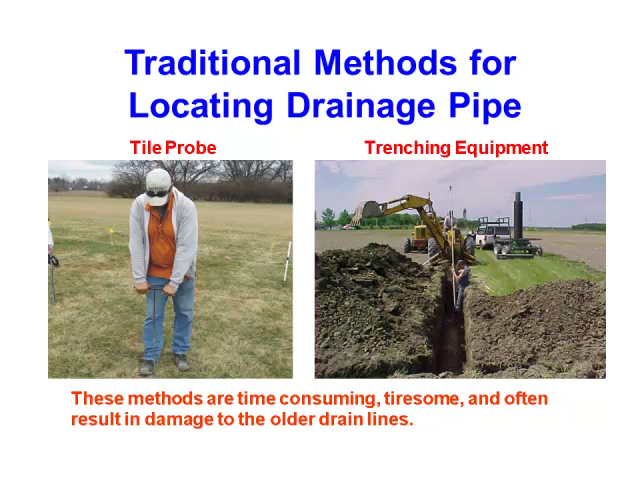 Traditional Methods for
Locating Drainage Pipe
Tile Probe
Trenching Equipment
These methods are time consuming, tiresome, and often
result in damage to the older drain lines.